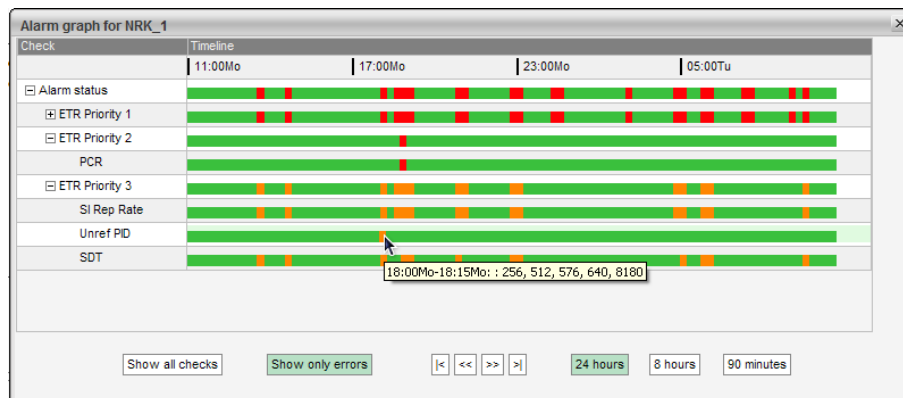 Alarm graph for NRK_1
Check Timeline
11:00Mo 17:00Mo 23:00Mo 05:00Tu
Alarm status
ETR Priority 1
ETR Priority 2
PCR
ETR Priority 3
SI Rep Rate
Unref PID
SDT
18:00Mo-18:15Mo: : 256, 512, 576, 640, 8180
Show all checks Show only errors |< << >> >| 24 hours 8 hours 90 minutes